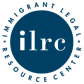 IMMIGRANT LEGAL
ilrc
RESOURCE CENTER